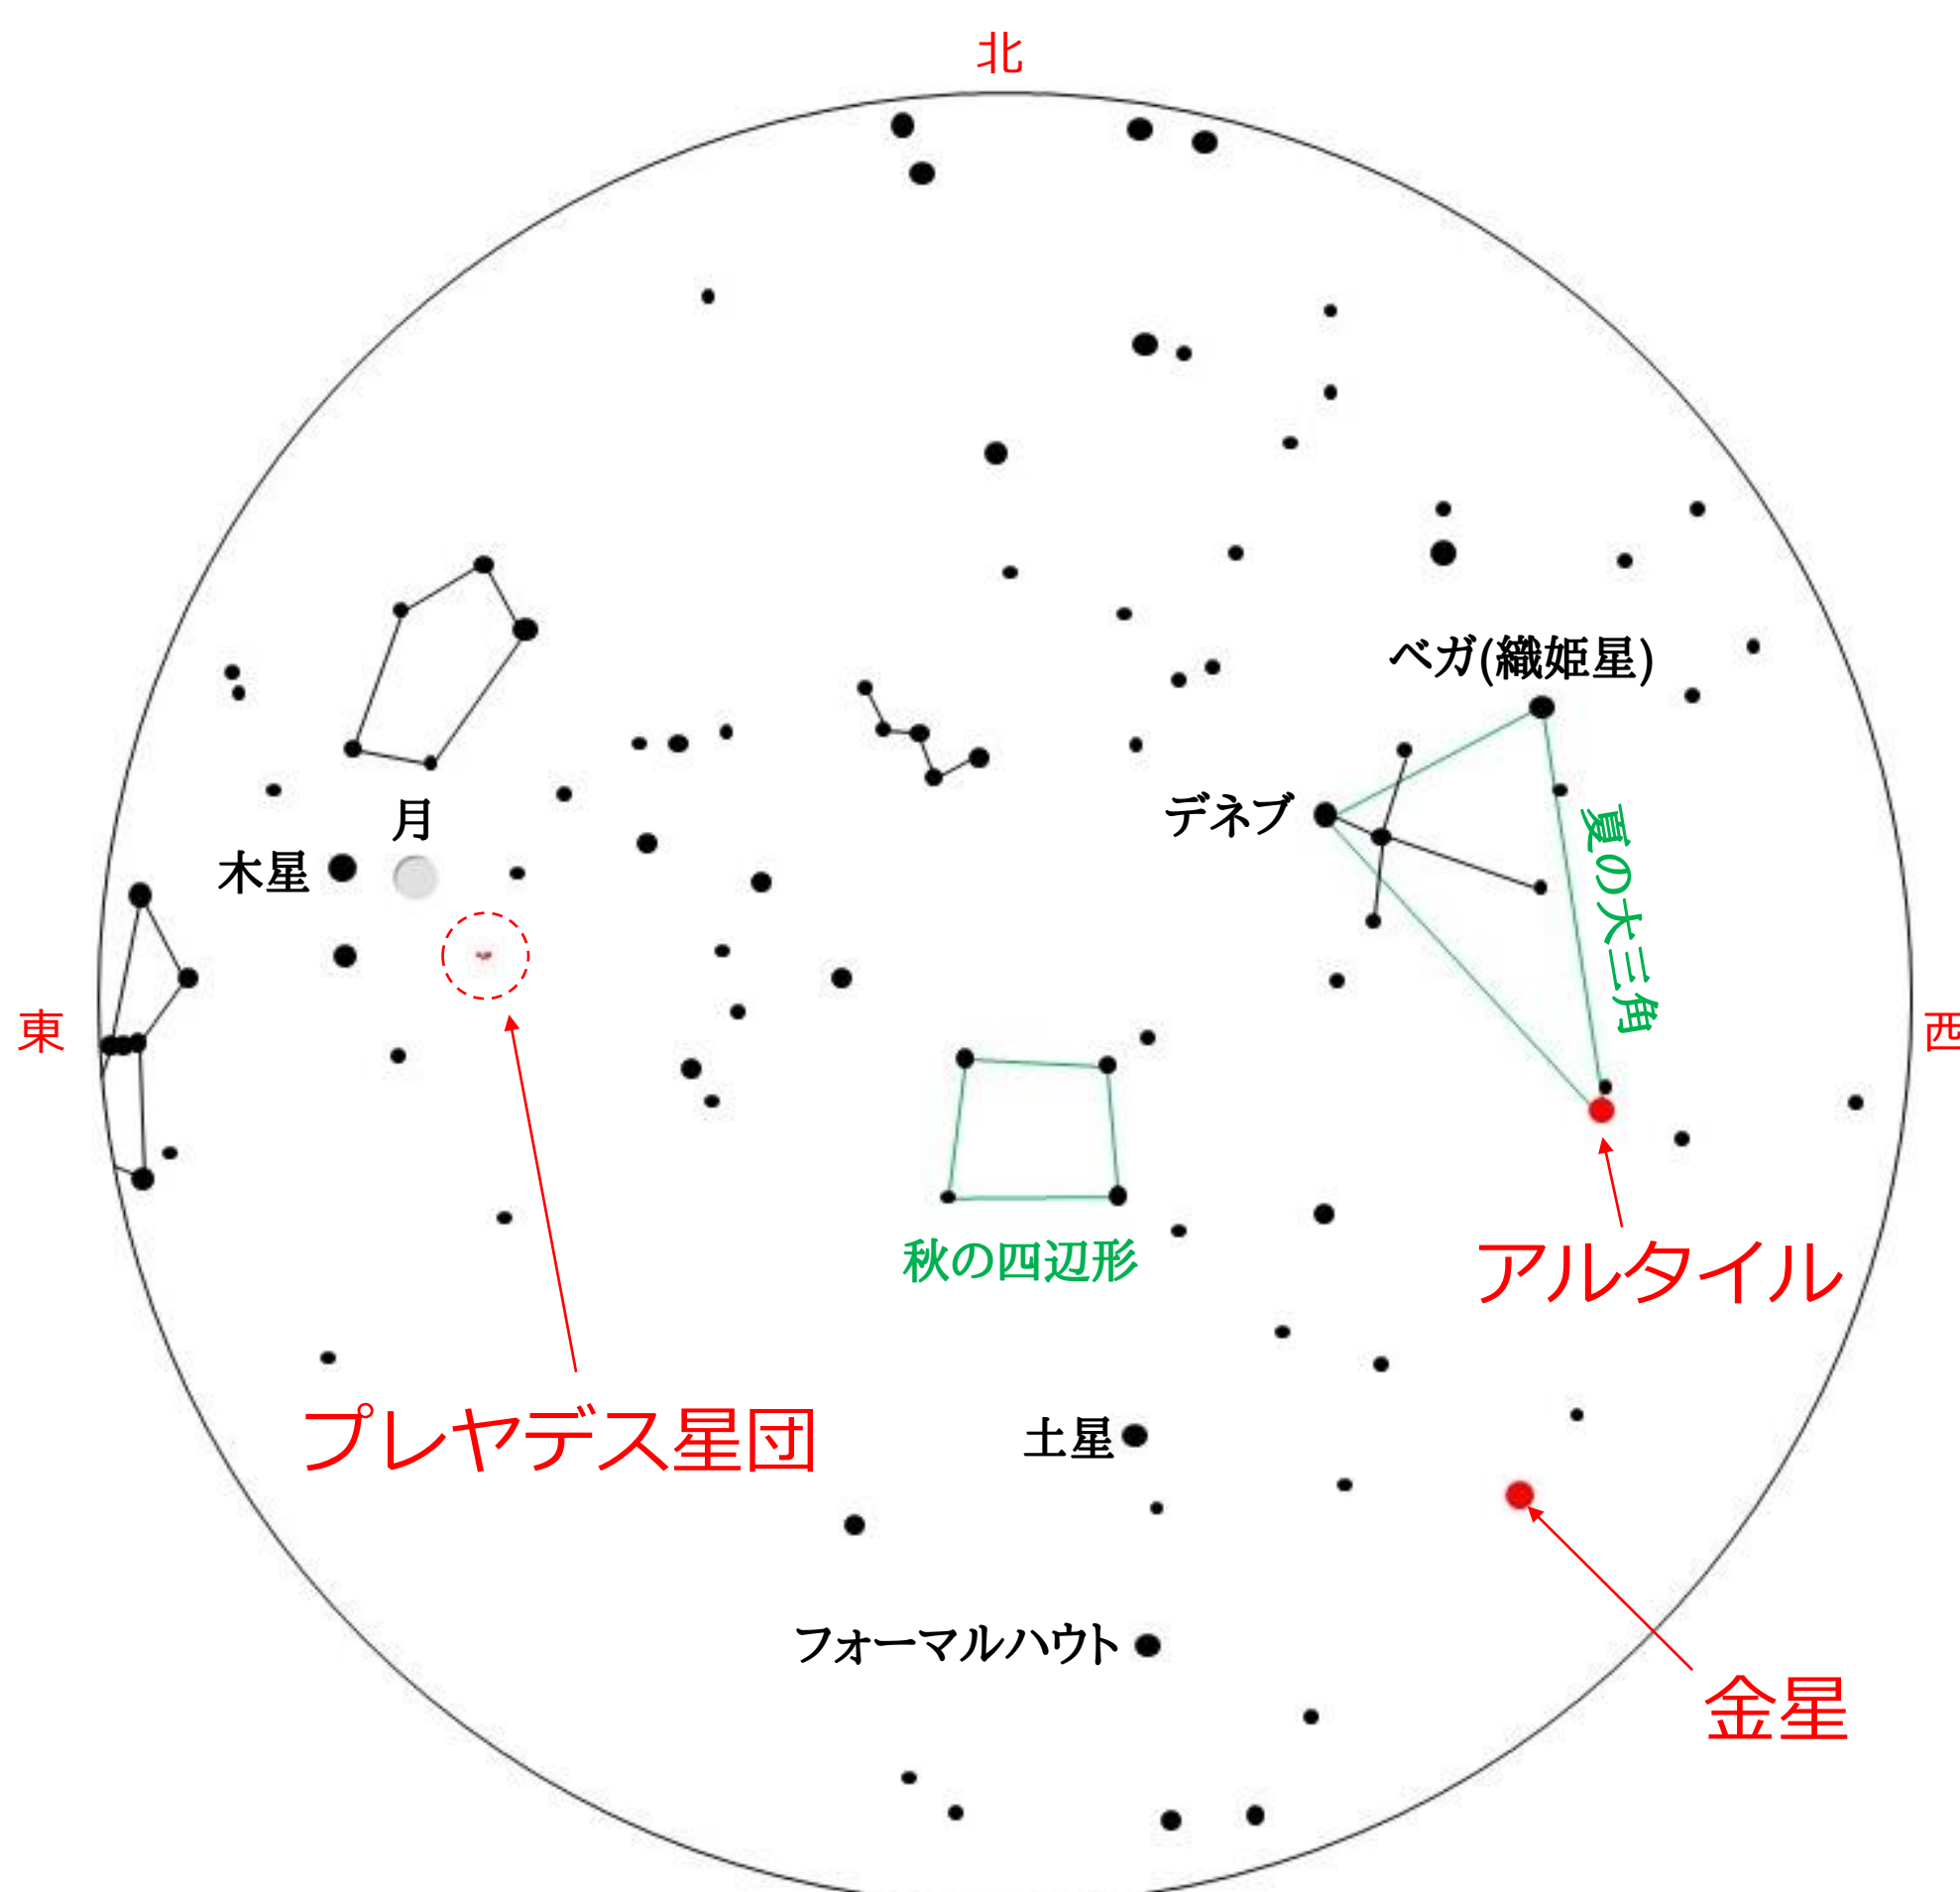 北
ベガ(織姫星)
デネブ
夏の大三角
月
木星
東
西
秋の四辺形
アルタイル
プレヤデス星団
土星
フォーマルハウト
金星